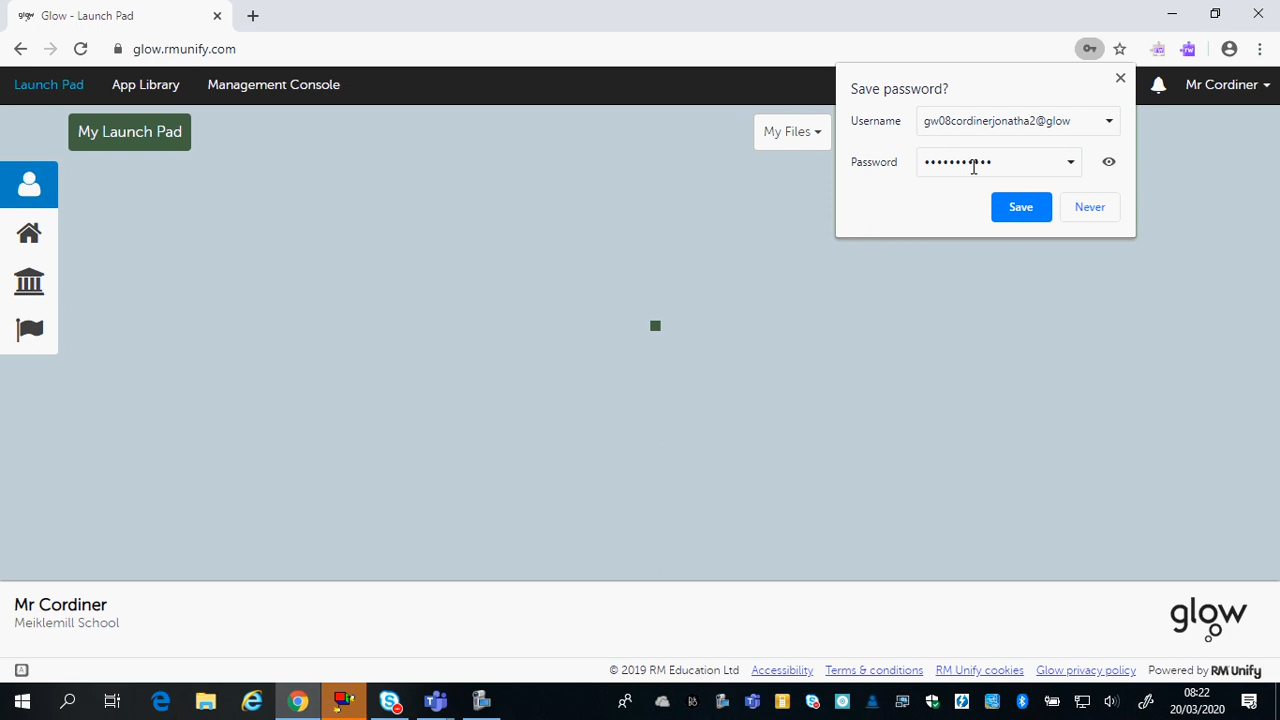 glow Glow - Launch Pad
glow.rmunify.com
Launch Pad App Library Management Console Mr Cordiner
My Launch Pad
My Files
Save password?
Username gw08cordinerjonatha2@glow
Password •••••••••••
Save Never
Mr Cordiner
Meiklemill School
glow
© 2019 RM Education Ltd Accessibility Terms & conditions RM Unify cookies Glow privacy policy Powered by RM Unify
08:22
20/03/2020